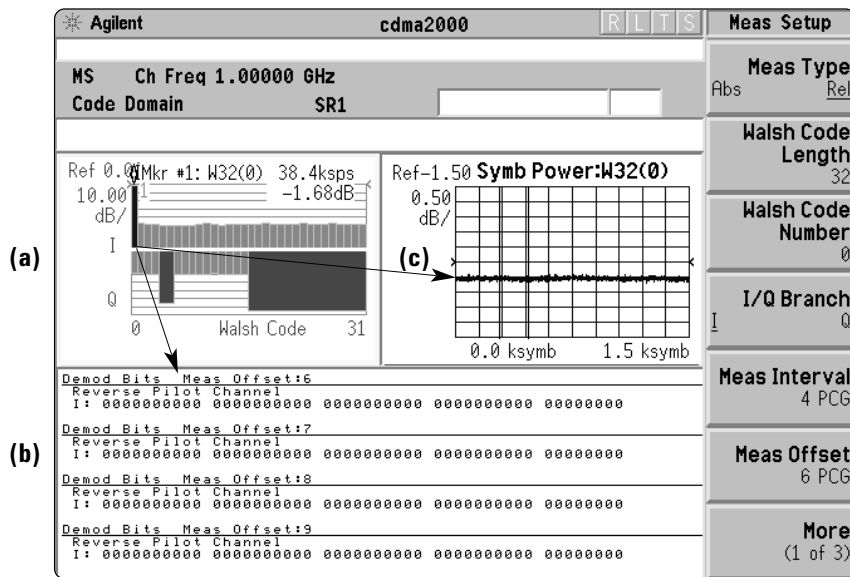 Agilent
cdma2000
R L T S
Meas Setup
MS Ch Freq 1.00000 GHz
Code Domain SR1
Meas Type
Abs Rel
Walsh Code
Length
32
Walsh Code
Number
0
I/Q Branch
I Q
Meas Interval
4 PCG
Meas Offset
6 PCG
More
(1 of 3)
(a)
Ref 0.0
Mkr #1: W32(0) 38.4ksps
-1.68dB
10.00
1
dB/
I
Q
0 Walsh Code 31
(c)
Ref-1.50 Symb Power:W32(0)
0.50
dB/
0.0 ksymb 1.5 ksymb
(b)
Demod Bits Meas Offset:6
Reverse Pilot Channel
I: 0000000000 0000000000 0000000000 0000000000 00000000
Demod Bits Meas Offset:7
Reverse Pilot Channel
I: 0000000000 0000000000 0000000000 0000000000 00000000
Demod Bits Meas Offset:8
Reverse Pilot Channel
I: 0000000000 0000000000 0000000000 0000000000 00000000
Demod Bits Meas Offset:9
Reverse Pilot Channel
I: 0000000000 0000000000 0000000000 0000000000 00000000